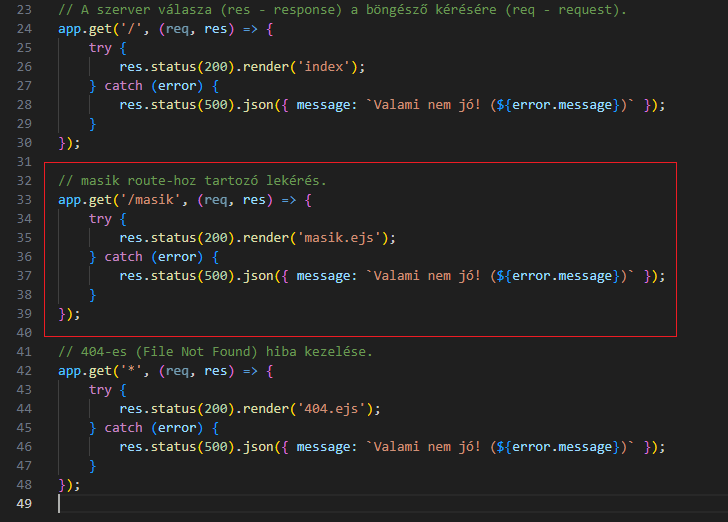 23 // A szerver válasza (res - response) a böngésző kérésére (req - request).
24 app.get('/', (req, res) => {
25     try {
26         res.status(200).render('index');
27     } catch (error) {
28         res.status(500).json({ message: `Valami nem jó! (${error.message})` });
29     }
30 });
31
32 // masik route-hoz tartozó lekérés.
33 app.get('/masik', (req, res) => {
34     try {
35         res.status(200).render('masik.ejs');
36     } catch (error) {
37         res.status(500).json({ message: `Valami nem jó! (${error.message})` });
38     }
39 });
40
41 // 404-es (File Not Found) hiba kezelése.
42 app.get('*', (req, res) => {
43     try {
44         res.status(200).render('404.ejs');
45     } catch (error) {
46         res.status(500).json({ message: `Valami nem jó! (${error.message})` });
47     }
48 });
49